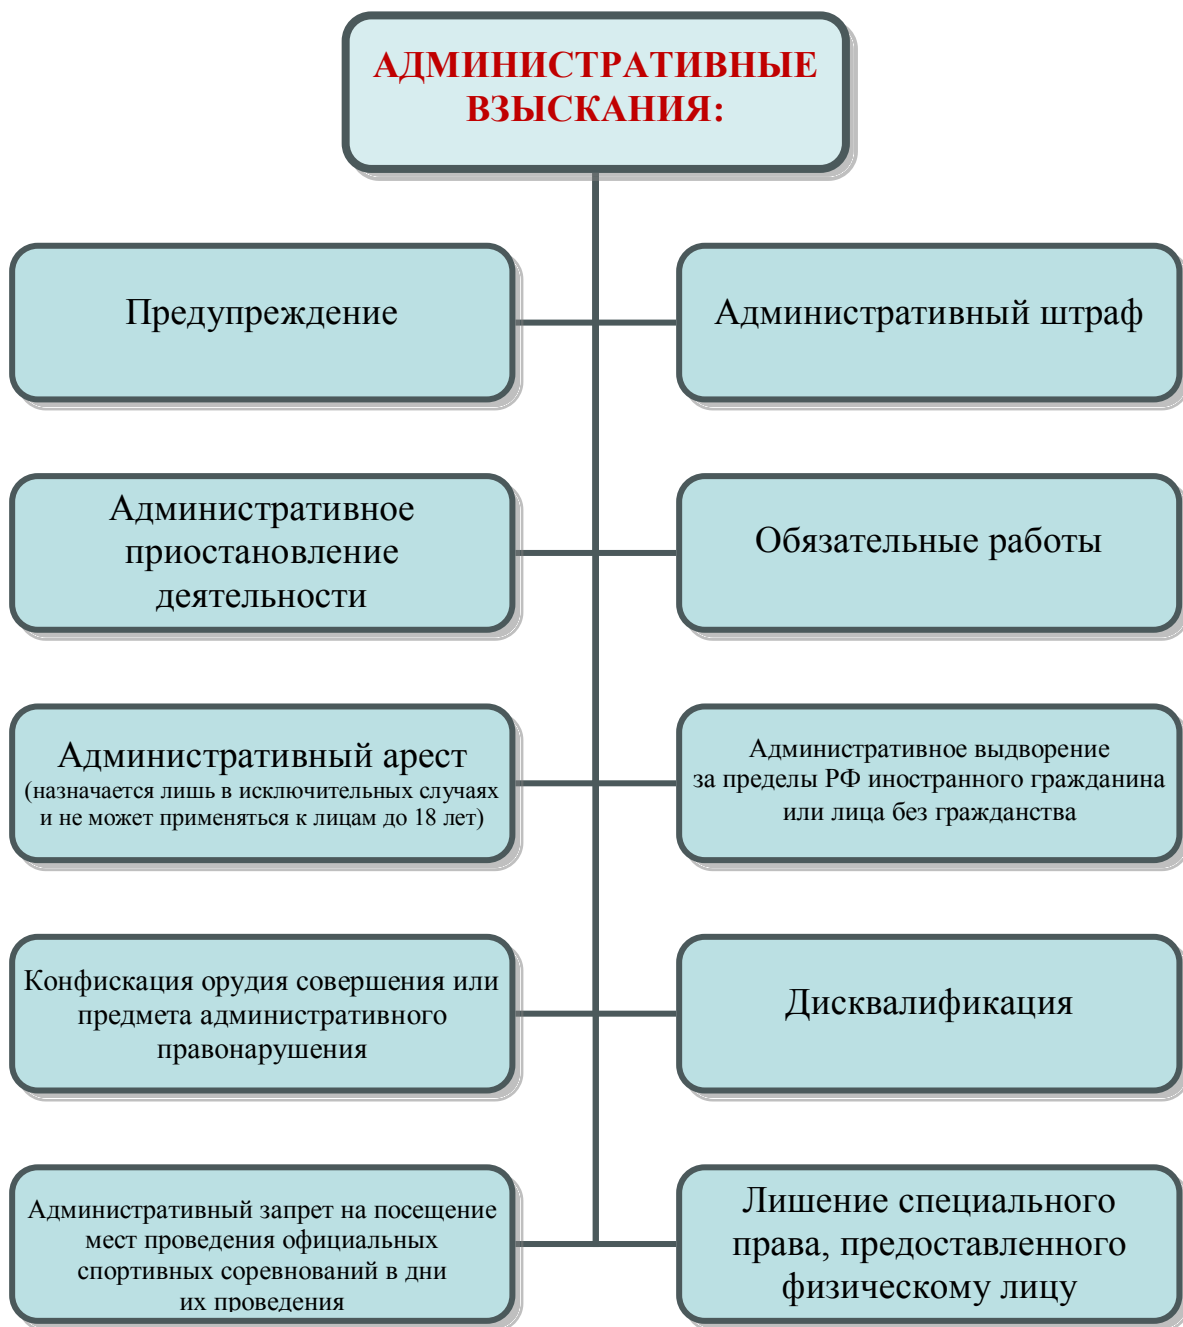 АДМИНИСТРАТИВНЫЕ
ВЗЫСКАНИЯ:
Предупреждение
Административный штраф
Административное
приостановление
деятельности
Обязательные работы
Административный арест
(назначается лишь в исключительных случаях
и не может применяться к лицам до 18 лет)
Административное выдворение
за пределы РФ иностранного гражданина
или лица без гражданства
Конфискация орудия совершения или
предмета административного
правонарушения
Дисквалификация
Административный запрет на посещение
мест проведения официальных
спортивных соревнований в дни
их проведения
Лишение специального
права, предоставленного
физическому лицу